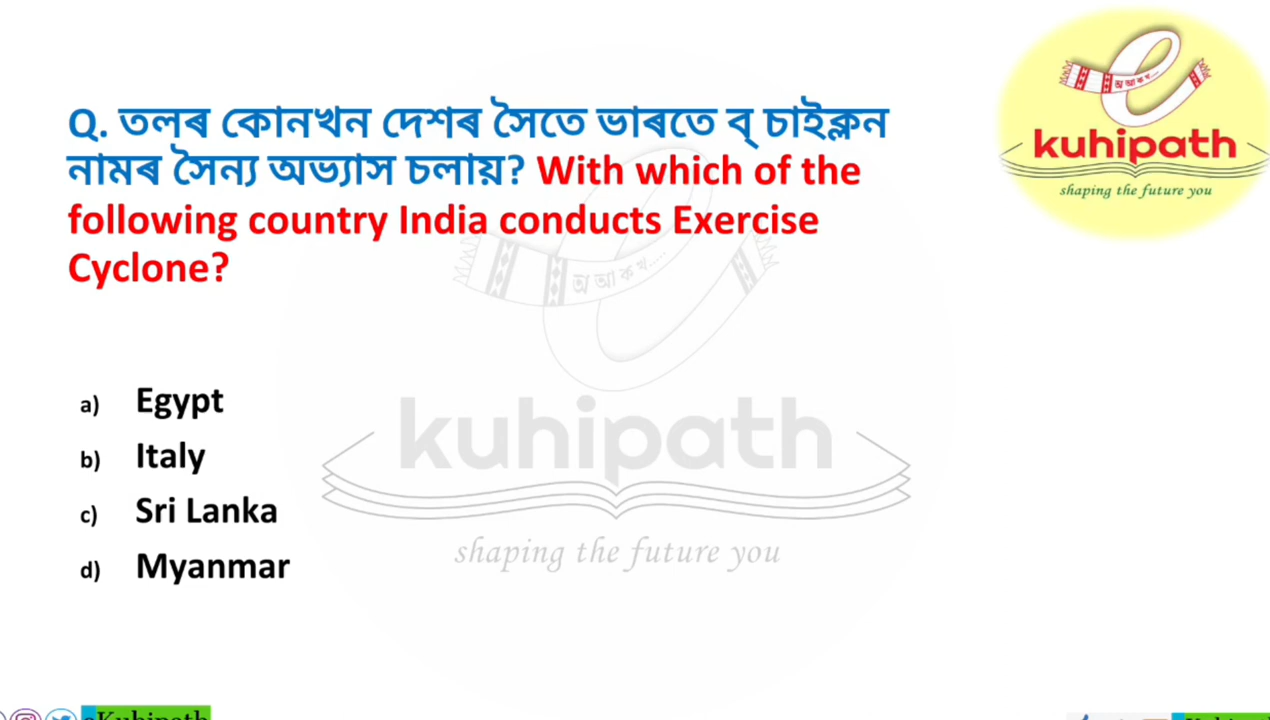 Q. তলৰ কোনখন দেশৰ সৈতে ভাৰতে ব্ চাইক্লন
নামৰ সৈন্য অভ্যাস চলায়? With which of the
following country India conducts Exercise
Cyclone?
a) Egypt
b) Italy
c) Sri Lanka
d) Myanmar
অ আ ক খ....
kuhipath
shaping the future you
অ আ ক খ.....
kuhipath
shaping the future you
eKuhipath